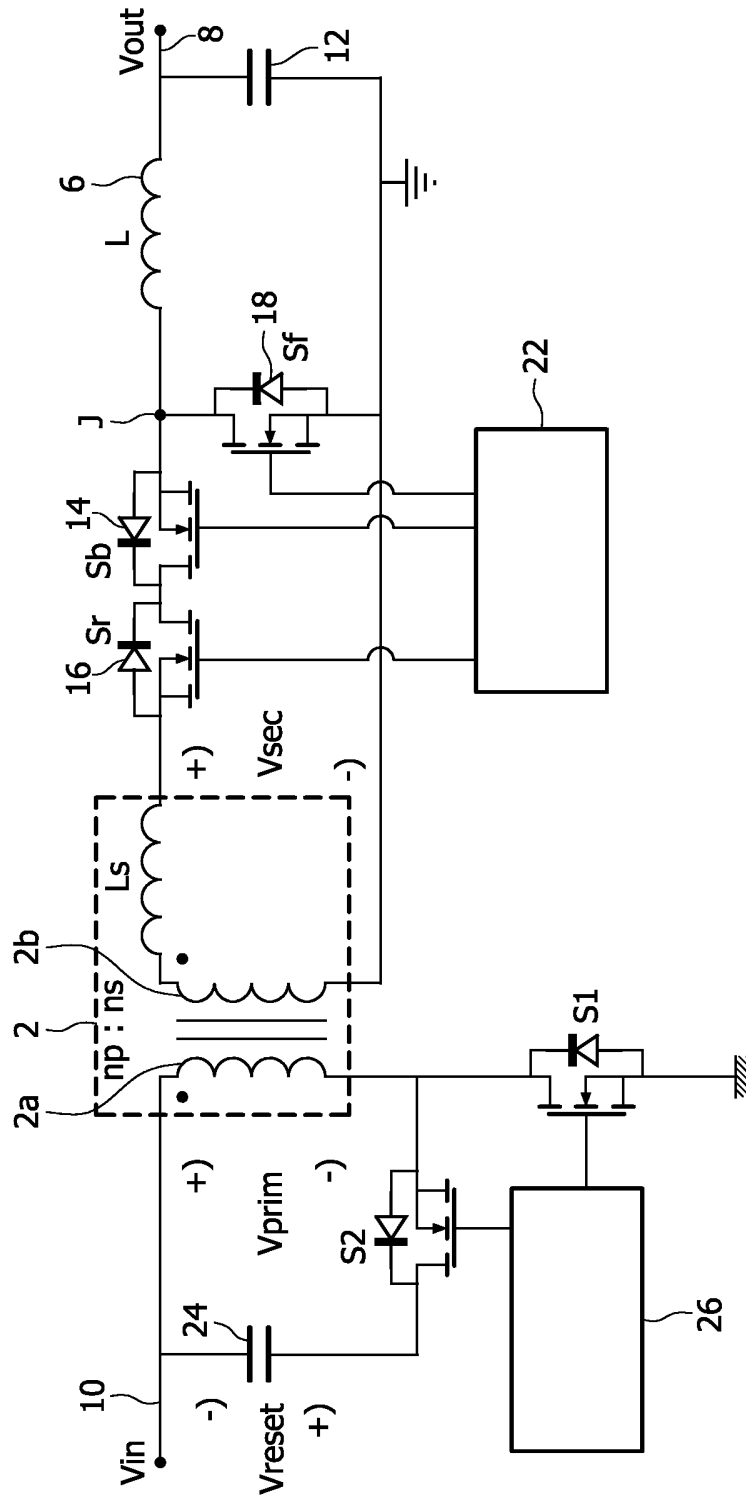 Vin
10
Vreset
-)
+)
24
Vprim
+)
-)
S2
26
S1
2a
np : ns
2
2b
Ls
Vsec
+)
-)
16
Sr
Sb
14
J
18
Sf
22
L
6
12
Vout
8